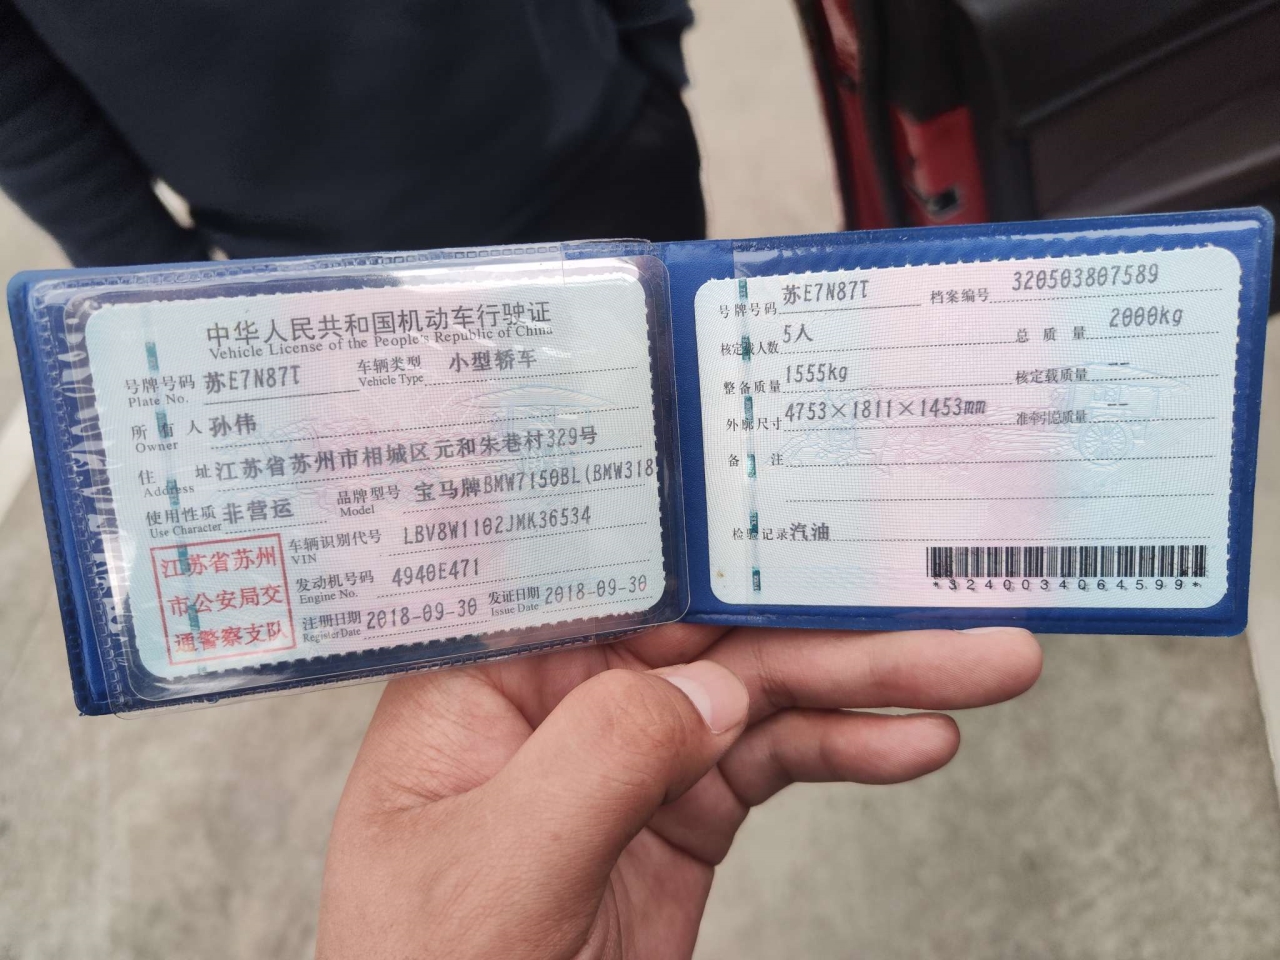 中华人民共和国机动车行驶证
Vehicle License of the People's Republic of China
号牌号码 苏E7N87T 车辆类型 小型轿车
Plate No. Vehicle Type
所有人 孙伟
Owner
住址 江苏省苏州市相城区元和朱巷村329号
Address
使用性质 非营运 品牌型号 宝马牌BMW7150BL(BMW318
Use Character Model
江苏省苏州
市公安局交
通警察支队
车辆识别代号 LBV8W1102JMK36534
VIN
发动机号码 4940E471
Engine No.
注册日期 2018-09-30 发证日期 2018-09-30
Register Date Issue Date
号牌号码 苏E7N87T 档案编号 320503807589
核定载人数 5人 总质量 2000kg
整备质量 1555kg 核定载质量 --
外廓尺寸 4753×1811×1453mm 准牵引总质量 --
备注
检验记录 汽油
*3240034064599*